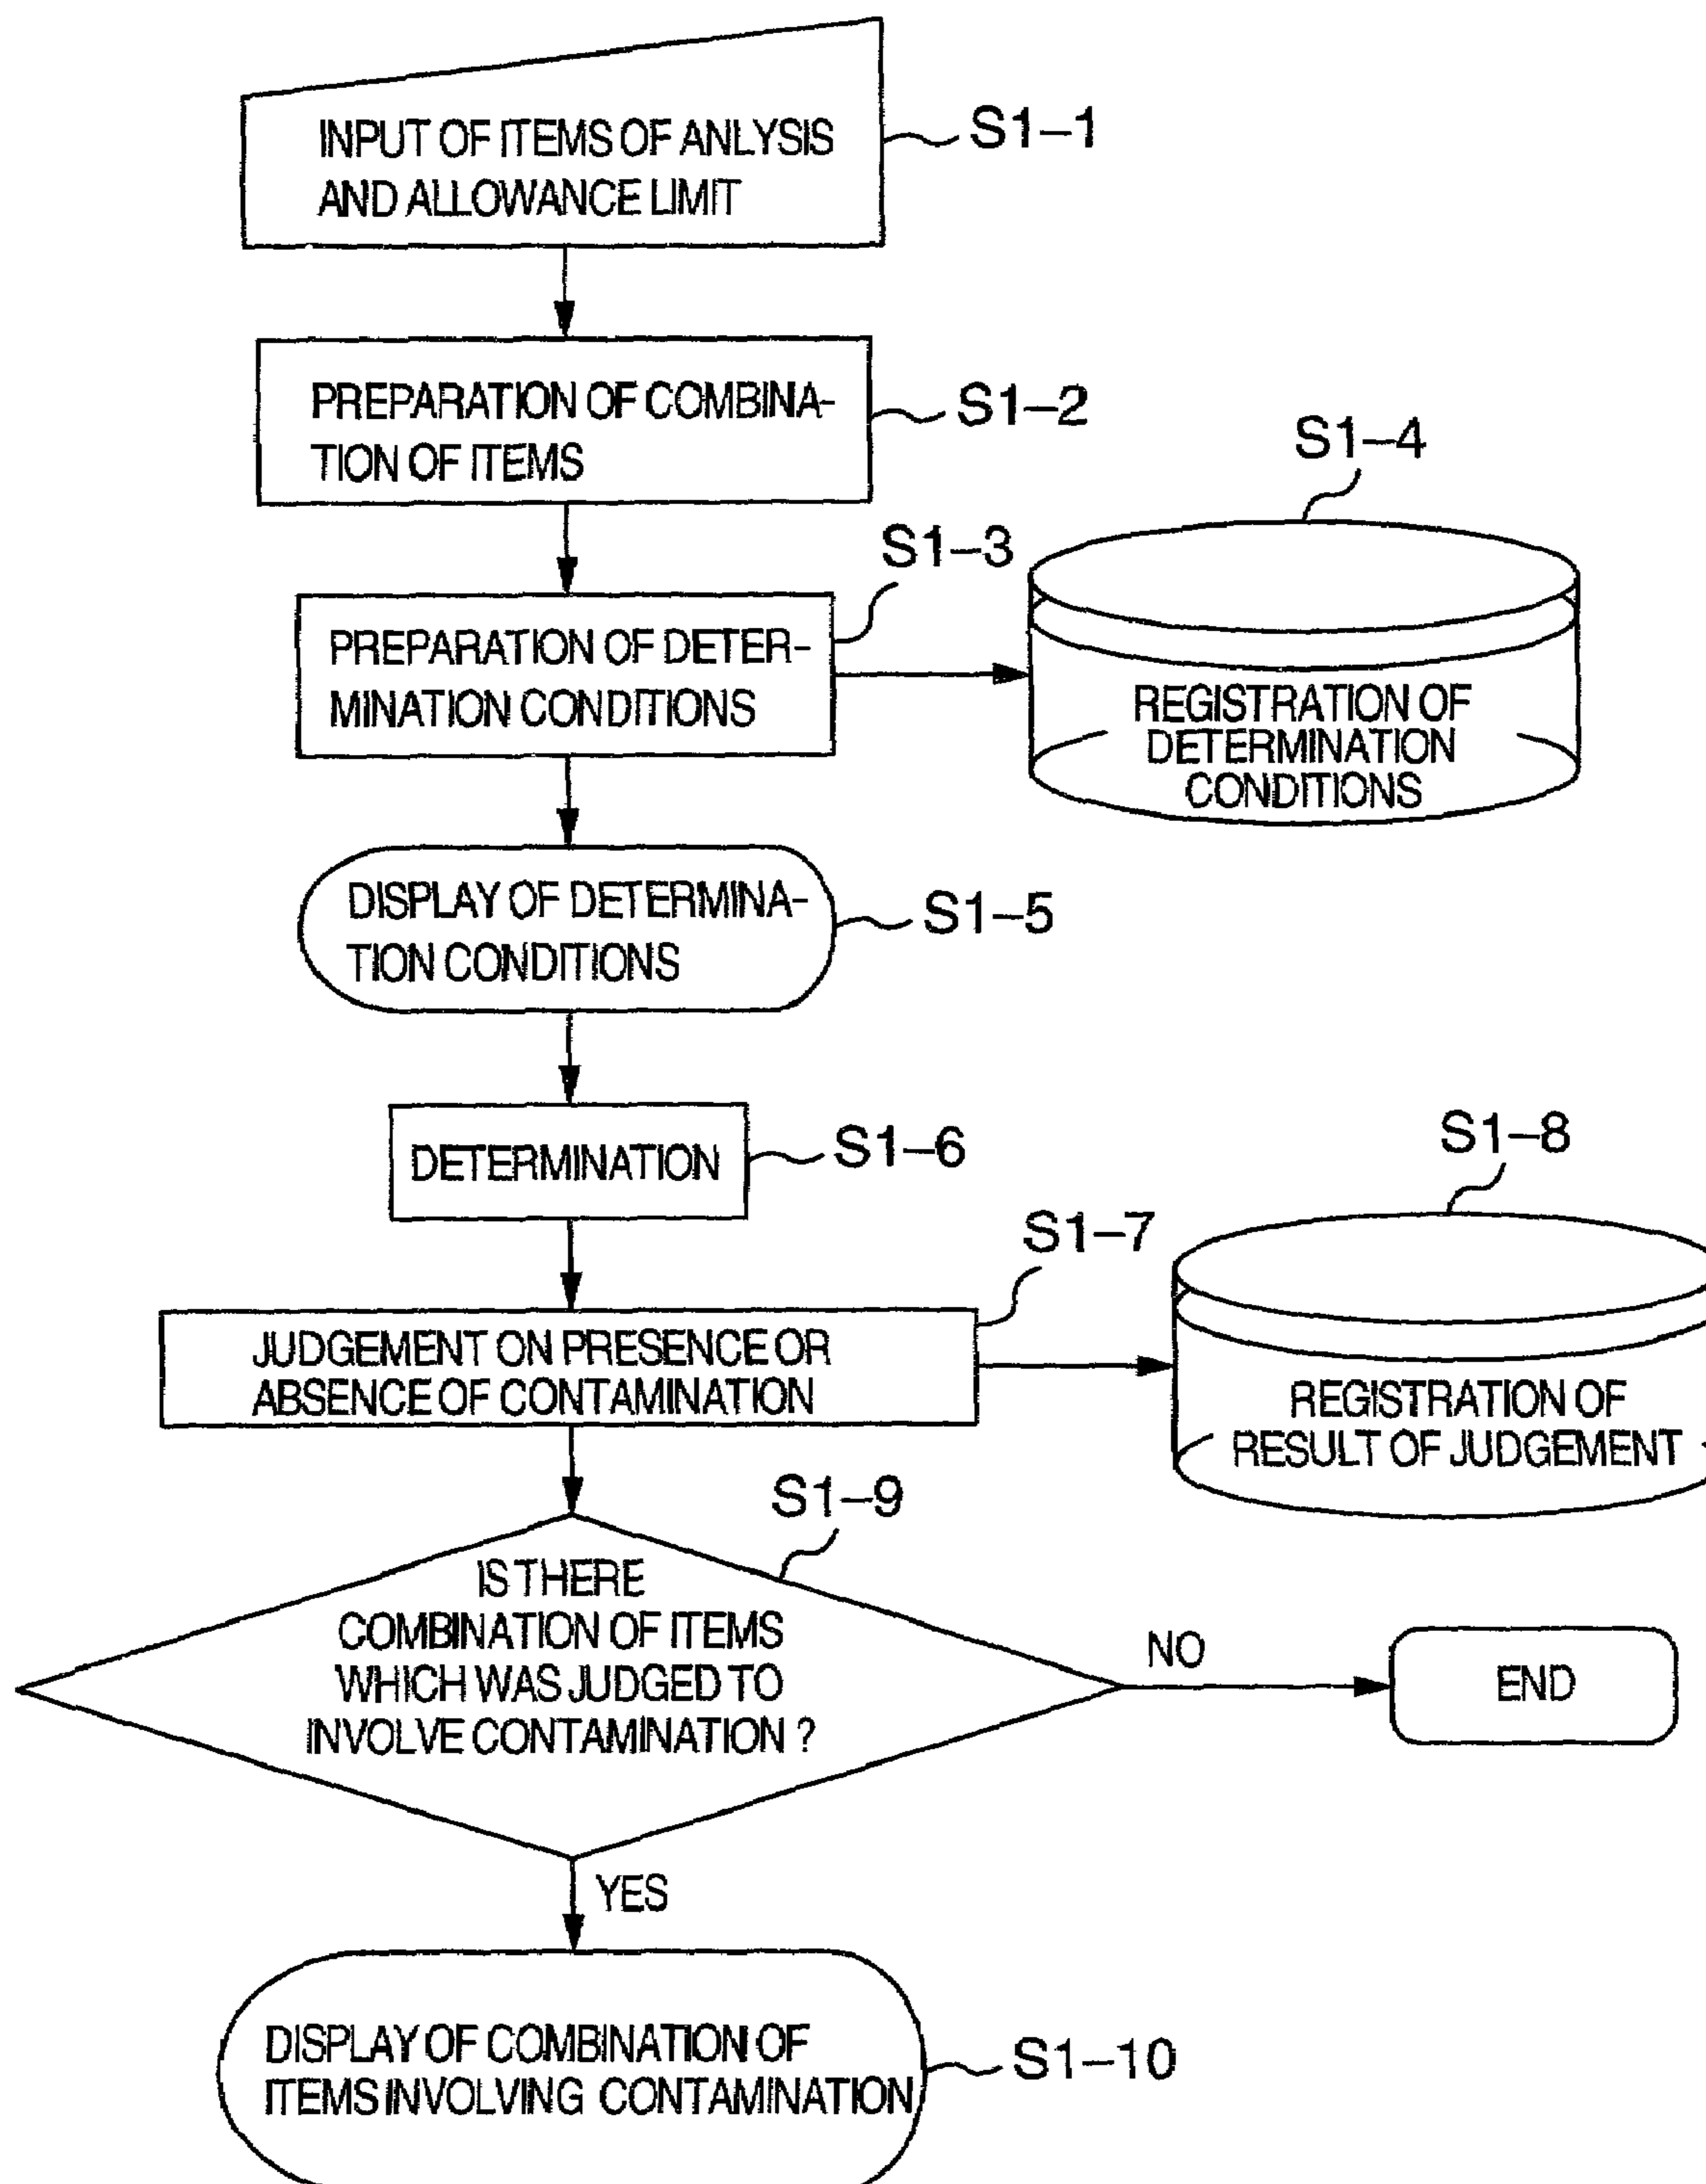 INPUT OF ITEMS OF ANLYSIS
AND ALLOWANCE LIMIT
S1–1
PREPARATION OF COMBINA-
TION OF ITEMS
S1–2
PREPARATION OF DETER-
MINATION CONDITIONS
S1–3
S1–4
REGISTRATION OF
DETERMINATION
CONDITIONS
DISPLAY OF DETERMINA-
TION CONDITIONS
S1–5
DETERMINATION
S1–6
JUDGEMENT ON PRESENCE OR
ABSENCE OF CONTAMINATION
S1–7
S1–8
REGISTRATION OF
RESULT OF JUDGEMENT
S1–9
IS THERE
COMBINATION OF ITEMS
WHICH WAS JUDGED TO
INVOLVE CONTAMINATION ?
NO
END
YES
DISPLAY OF COMBINATION OF
ITEMS INVOLVING CONTAMINATION
S1–10